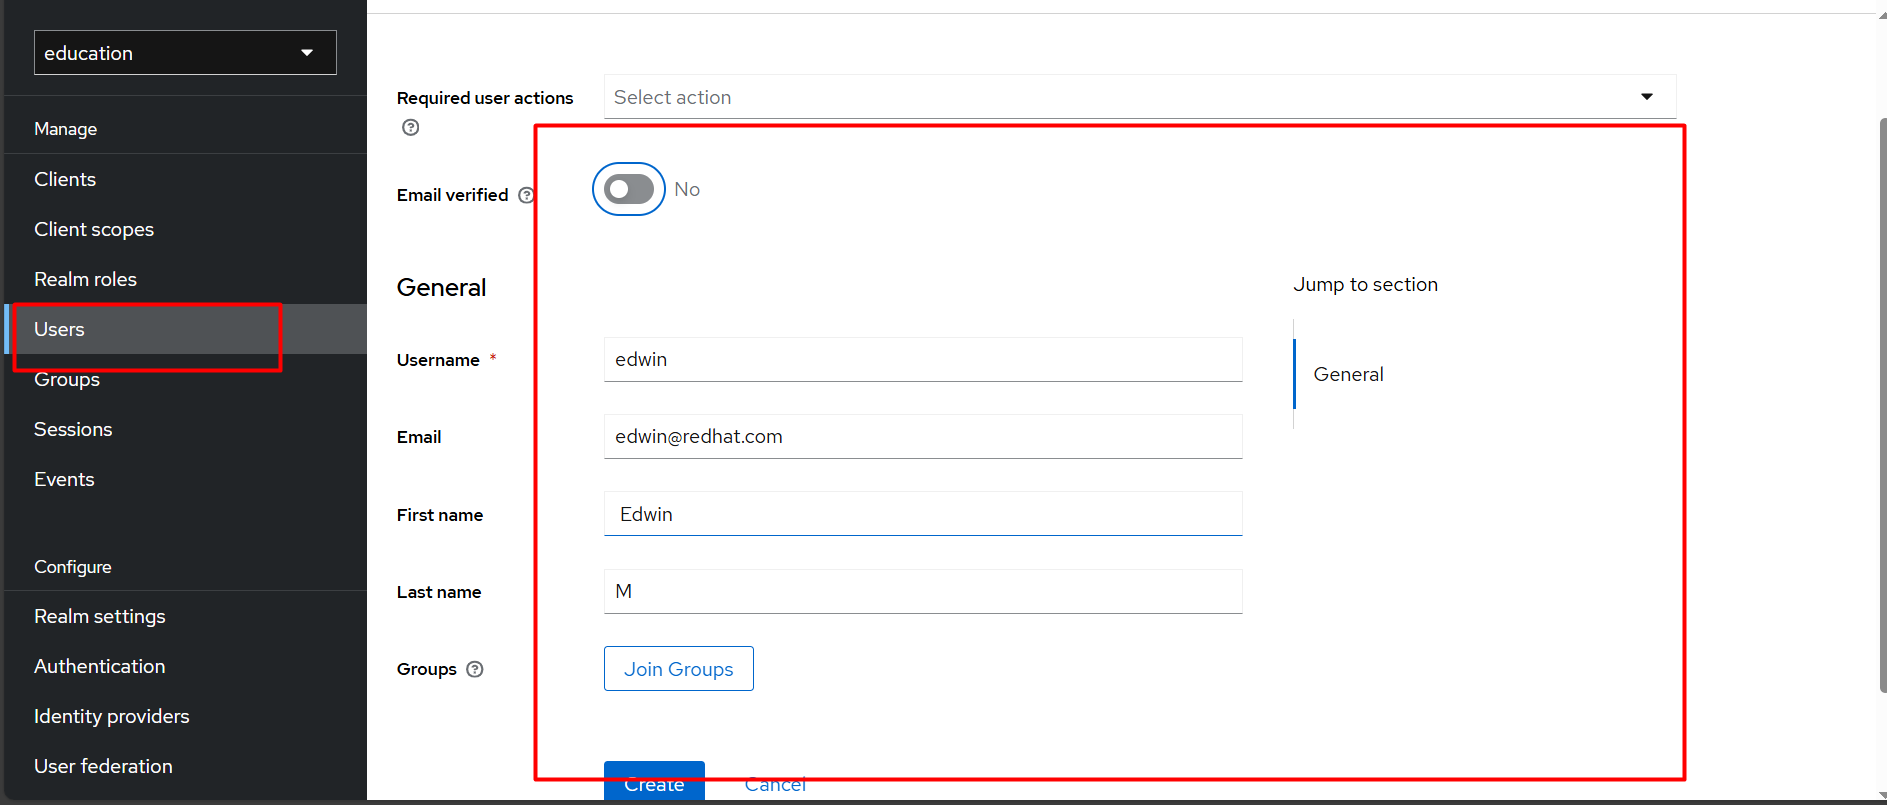 education
Manage
Clients
Client scopes
Realm roles
Users
Groups
Sessions
Events
Configure
Realm settings
Authentication
Identity providers
User federation
Required user actions
Select action
Email verified
No
General
Jump to section
General
Username *
edwin
Email
edwin@redhat.com
First name
Edwin
Last name
M
Groups
Join Groups
Create
Cancel